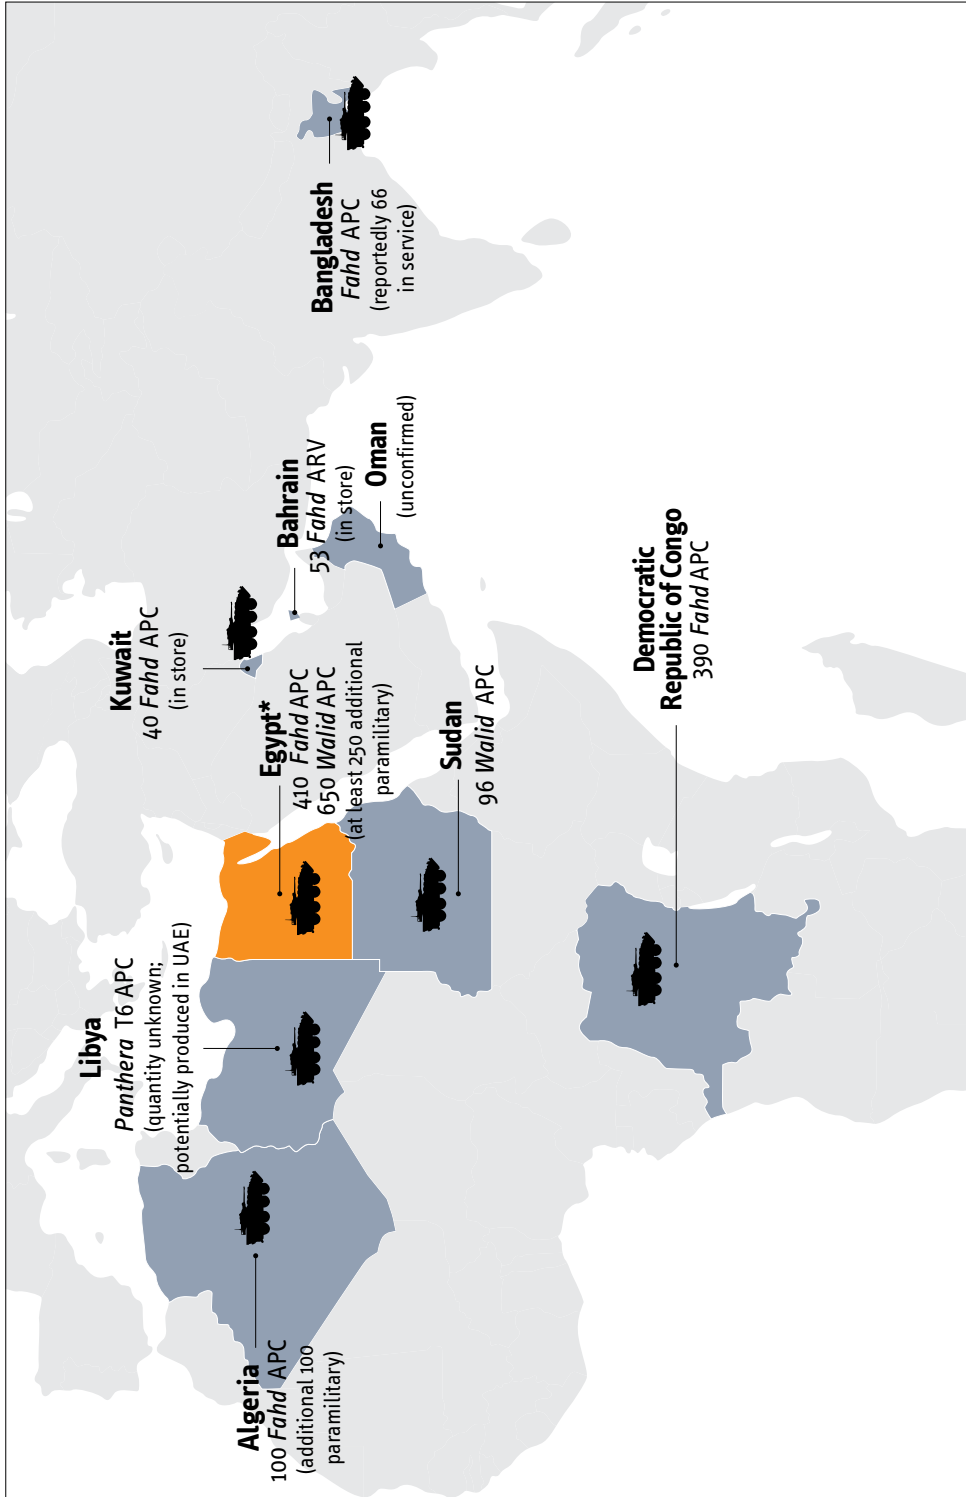 Algeria
100 Fahd APC
(additional 100
paramilitary)
Libya
Panthera T6 APC
(quantity unknown;
potentially produced in UAE)
Egypt*
410 Fahd APC
650 Walid APC
(at least 250 additional
paramilitary)
Kuwait
40 Fahd APC
(in store)
Bahrain
53 Fahd ARV
(in store)
Oman
(unconfirmed)
Bangladesh
Fahd APC
(reportedly 66
in service)
Sudan
96 Walid APC
Democratic
Republic of Congo
390 Fahd APC